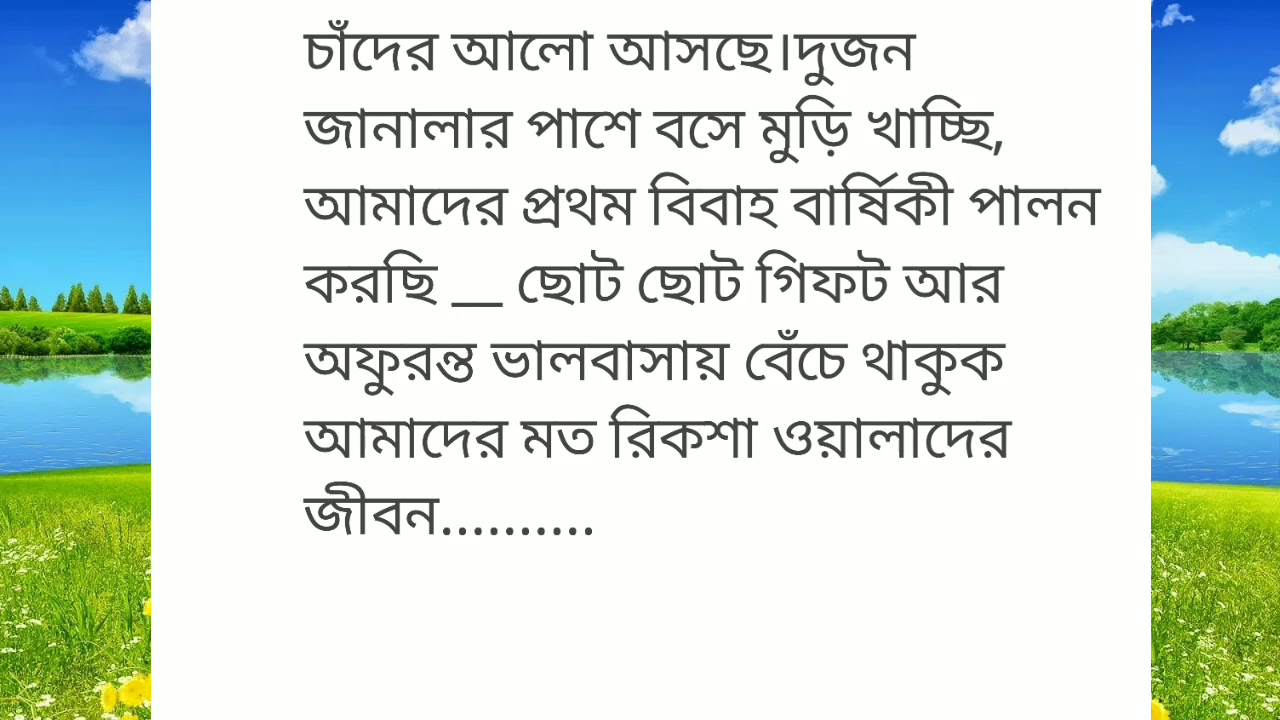 চাঁদের আলো আসছে।দুজন
জানালার পাশে বসে মুড়ি খাচ্ছি,
আমাদের প্রথম বিবাহ বার্ষিকী পালন
করছি __ ছোট ছোট গিফট আর
অফুরন্ত ভালবাসায় বেঁচে থাকুক
আমাদের মত রিকশা ওয়ালাদের
জীবন..........